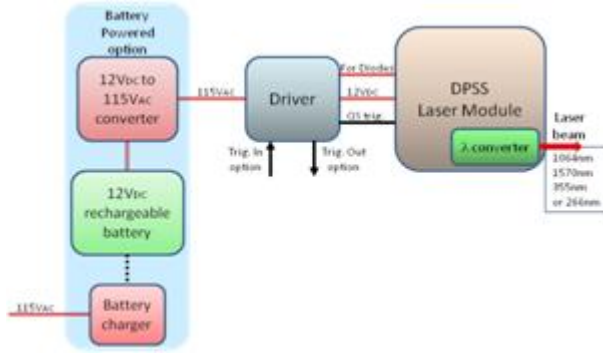 Battery
Powered
option
12VDC to
115VAC
converter
115VAC
Driver
For Diodes
12VDC
QS trig.
DPSS
Laser Module
λ converter
Laser
beam
1064nm
1570nm
355nm
or 266nm
Trig. In
option
Trig. Out
option
12VDC
rechargeable
battery
115VAC
Battery
charger